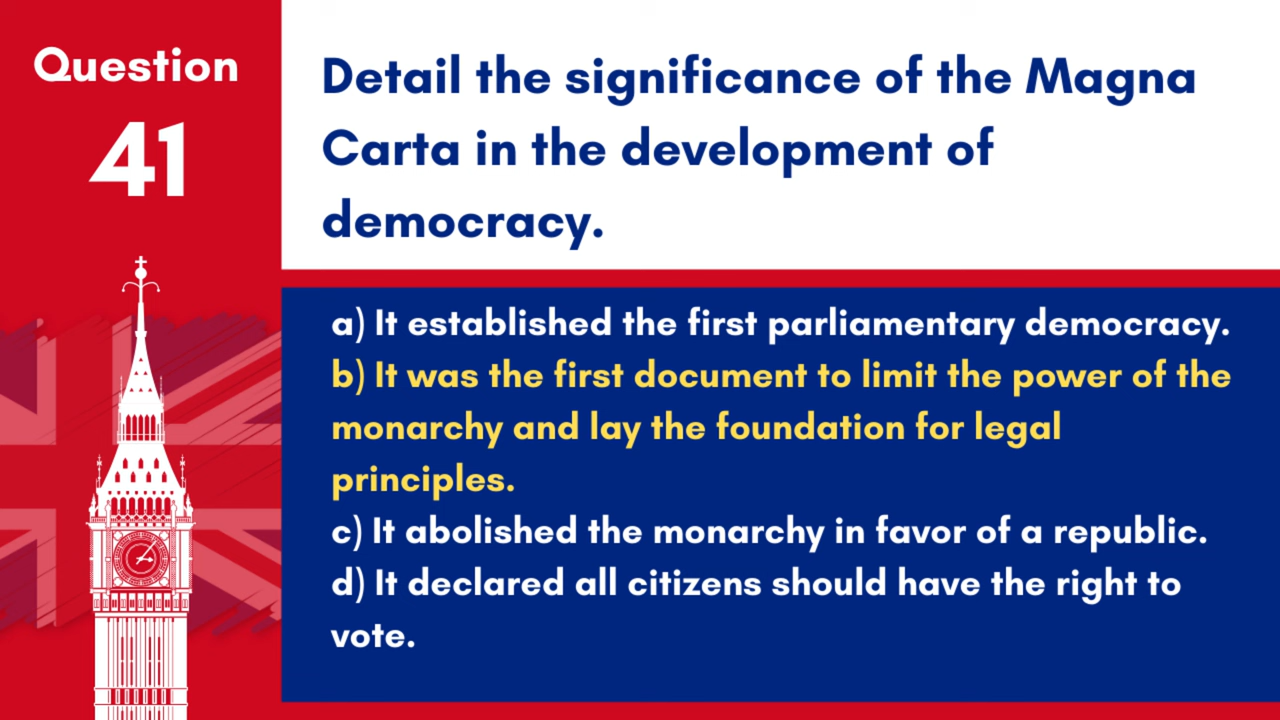 Question
41
Detail the significance of the Magna
Carta in the development of
democracy.
a) It established the first parliamentary democracy.
b) It was the first document to limit the power of the
monarchy and lay the foundation for legal
principles.
c) It abolished the monarchy in favor of a republic.
d) It declared all citizens should have the right to
vote.